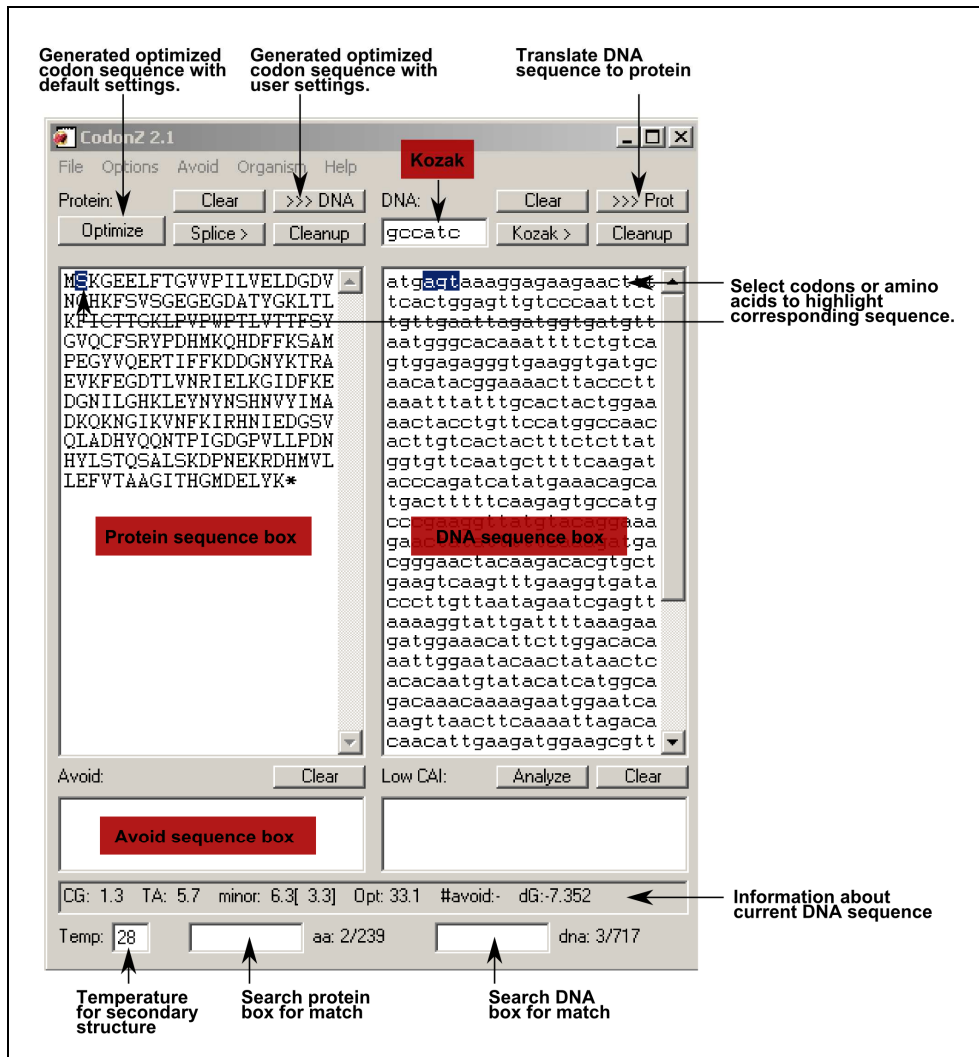 Generated optimized
codon sequence with
default settings.
Generated optimized
codon sequence with
user settings.
Translate DNA
sequence to protein
CodonZ 2.1
File Options Avoid Organism Help
Kozak
Protein: Clear >>> DNA DNA: Clear >>> Prot
Optimize Splice > Cleanup gccatc Kozak > Cleanup
MSKGEELFTGVVPILVELDGDV
NGHKFSVSGEGEGDATYGKLTL
KFICTTGKLPVPWPTLVTTFSY
GVQCFSRYPDHMKQHDFFKSAM
PEGYVQERTIFFKDDGNYKTRA
EVKFEGDTLVNRIELKGIDFKE
DGNILGHKLEYNYNSHNVYIMA
DKQKNGIKVNFKIRHNIEDGSV
QLADHYQQNTPIGDGPVLLPDN
HYLSTQSALSKDPNEKRDHMVL
LEFVTAAGITHGMDELYK*
Protein sequence box
atgagtaaaggagaagaacttt
tcactggagttgtcccaattct
tgttgaattagatggtgatgtt
aatgggcacaaattttctgtca
gtggagagggtgaaggtgatgc
aacatacggaaaacttaccctt
aaatttatttgcactactggaa
aactacctgttccatggccaac
acttgtcactactttctcttat
ggtgttcaatgcttttcaagat
acccagatcatatgaaacagca
tgactttttcaagagtgccatg
cccgaaggttatgtacaggaaa
DNA sequence box
cgggaactacaagacacgtgct
gaagtcaagtttgaaggtgata
cccttgttaatagaatcgagtt
aaaaggtattgattttaaagaa
gatggaaacattcttggacaca
aattggaatacaactataactc
acacaatgtatacatcatggca
gacaaacaaaagaatggaatca
aagttaacttcaaaattagaca
caacattgaagatggaagcgtt
Select codons or amino
acids to highlight
corresponding sequence.
Avoid: Clear Low CAI: Analyze Clear
Avoid sequence box
CG: 1.3 TA: 5.7 minor: 6.3[ 3.3] Opt: 33.1 #avoid:- dG:-7.352
Information about
current DNA sequence
Temp: 28 aa: 2/239 dna: 3/717
Temperature
for secondary
structure
Search protein
box for match
Search DNA
box for match